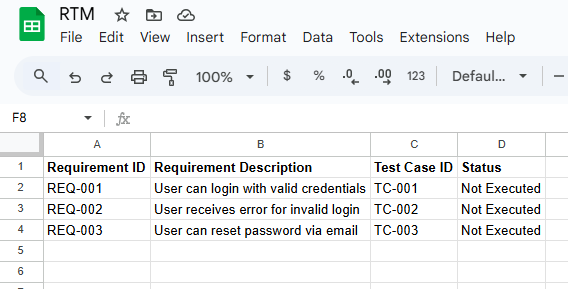 RTM
File Edit View Insert Format Data Tools Extensions Help
100% $ % .0 .00 123 Defaul...
F8 fx
A B C D
1 Requirement ID Requirement Description Test Case ID Status
2 REQ-001 User can login with valid credentials TC-001 Not Executed
3 REQ-002 User receives error for invalid login TC-002 Not Executed
4 REQ-003 User can reset password via email TC-003 Not Executed
5
6